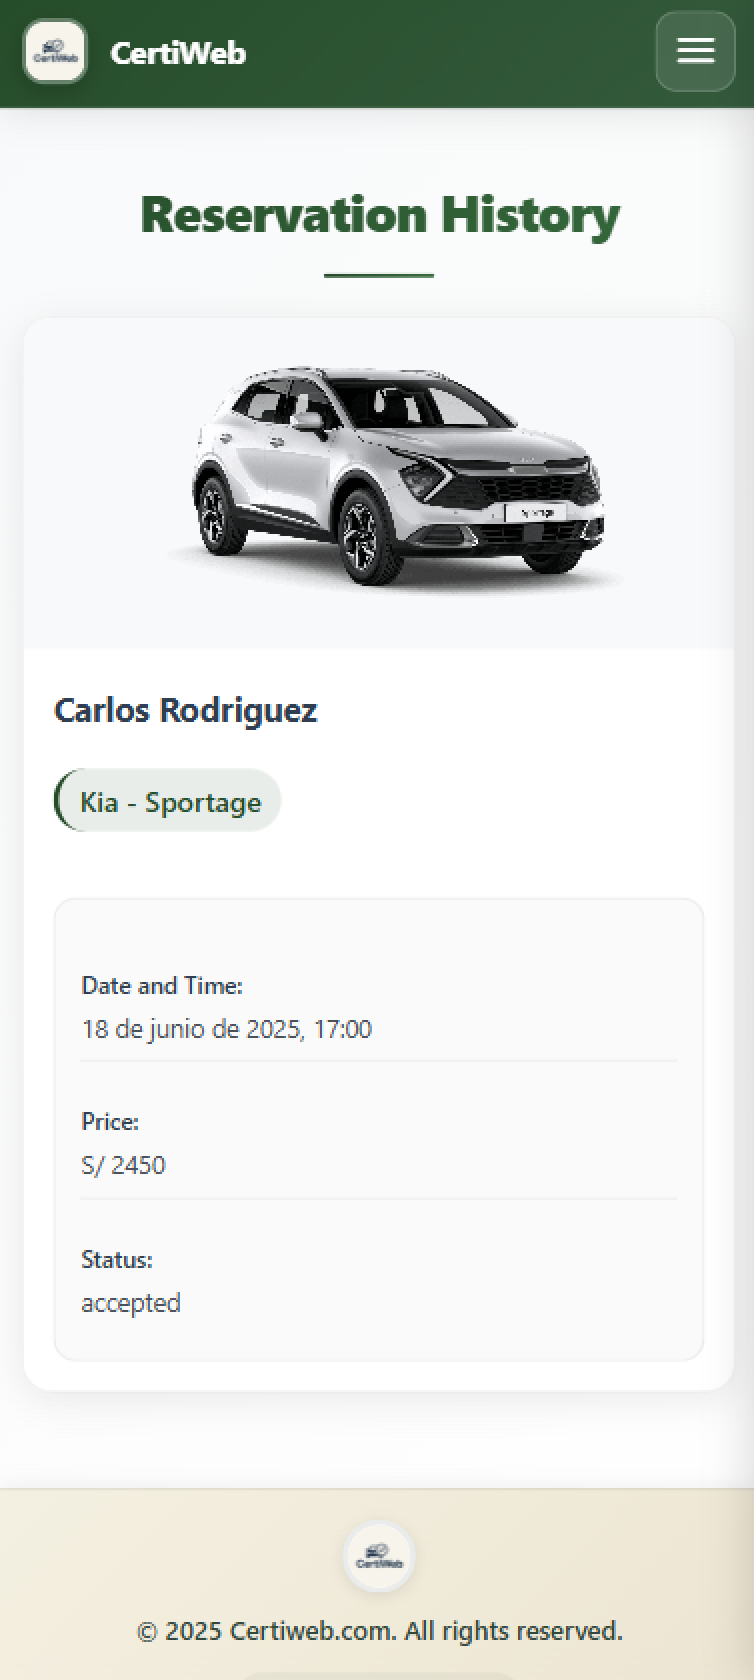 CertiWeb
CertiWeb
Reservation History
Sportage
Carlos Rodriguez
Kia - Sportage
Date and Time:
18 de junio de 2025, 17:00
Price:
S/ 2450
Status:
accepted
CertiWeb
© 2025 Certiweb.com. All rights reserved.